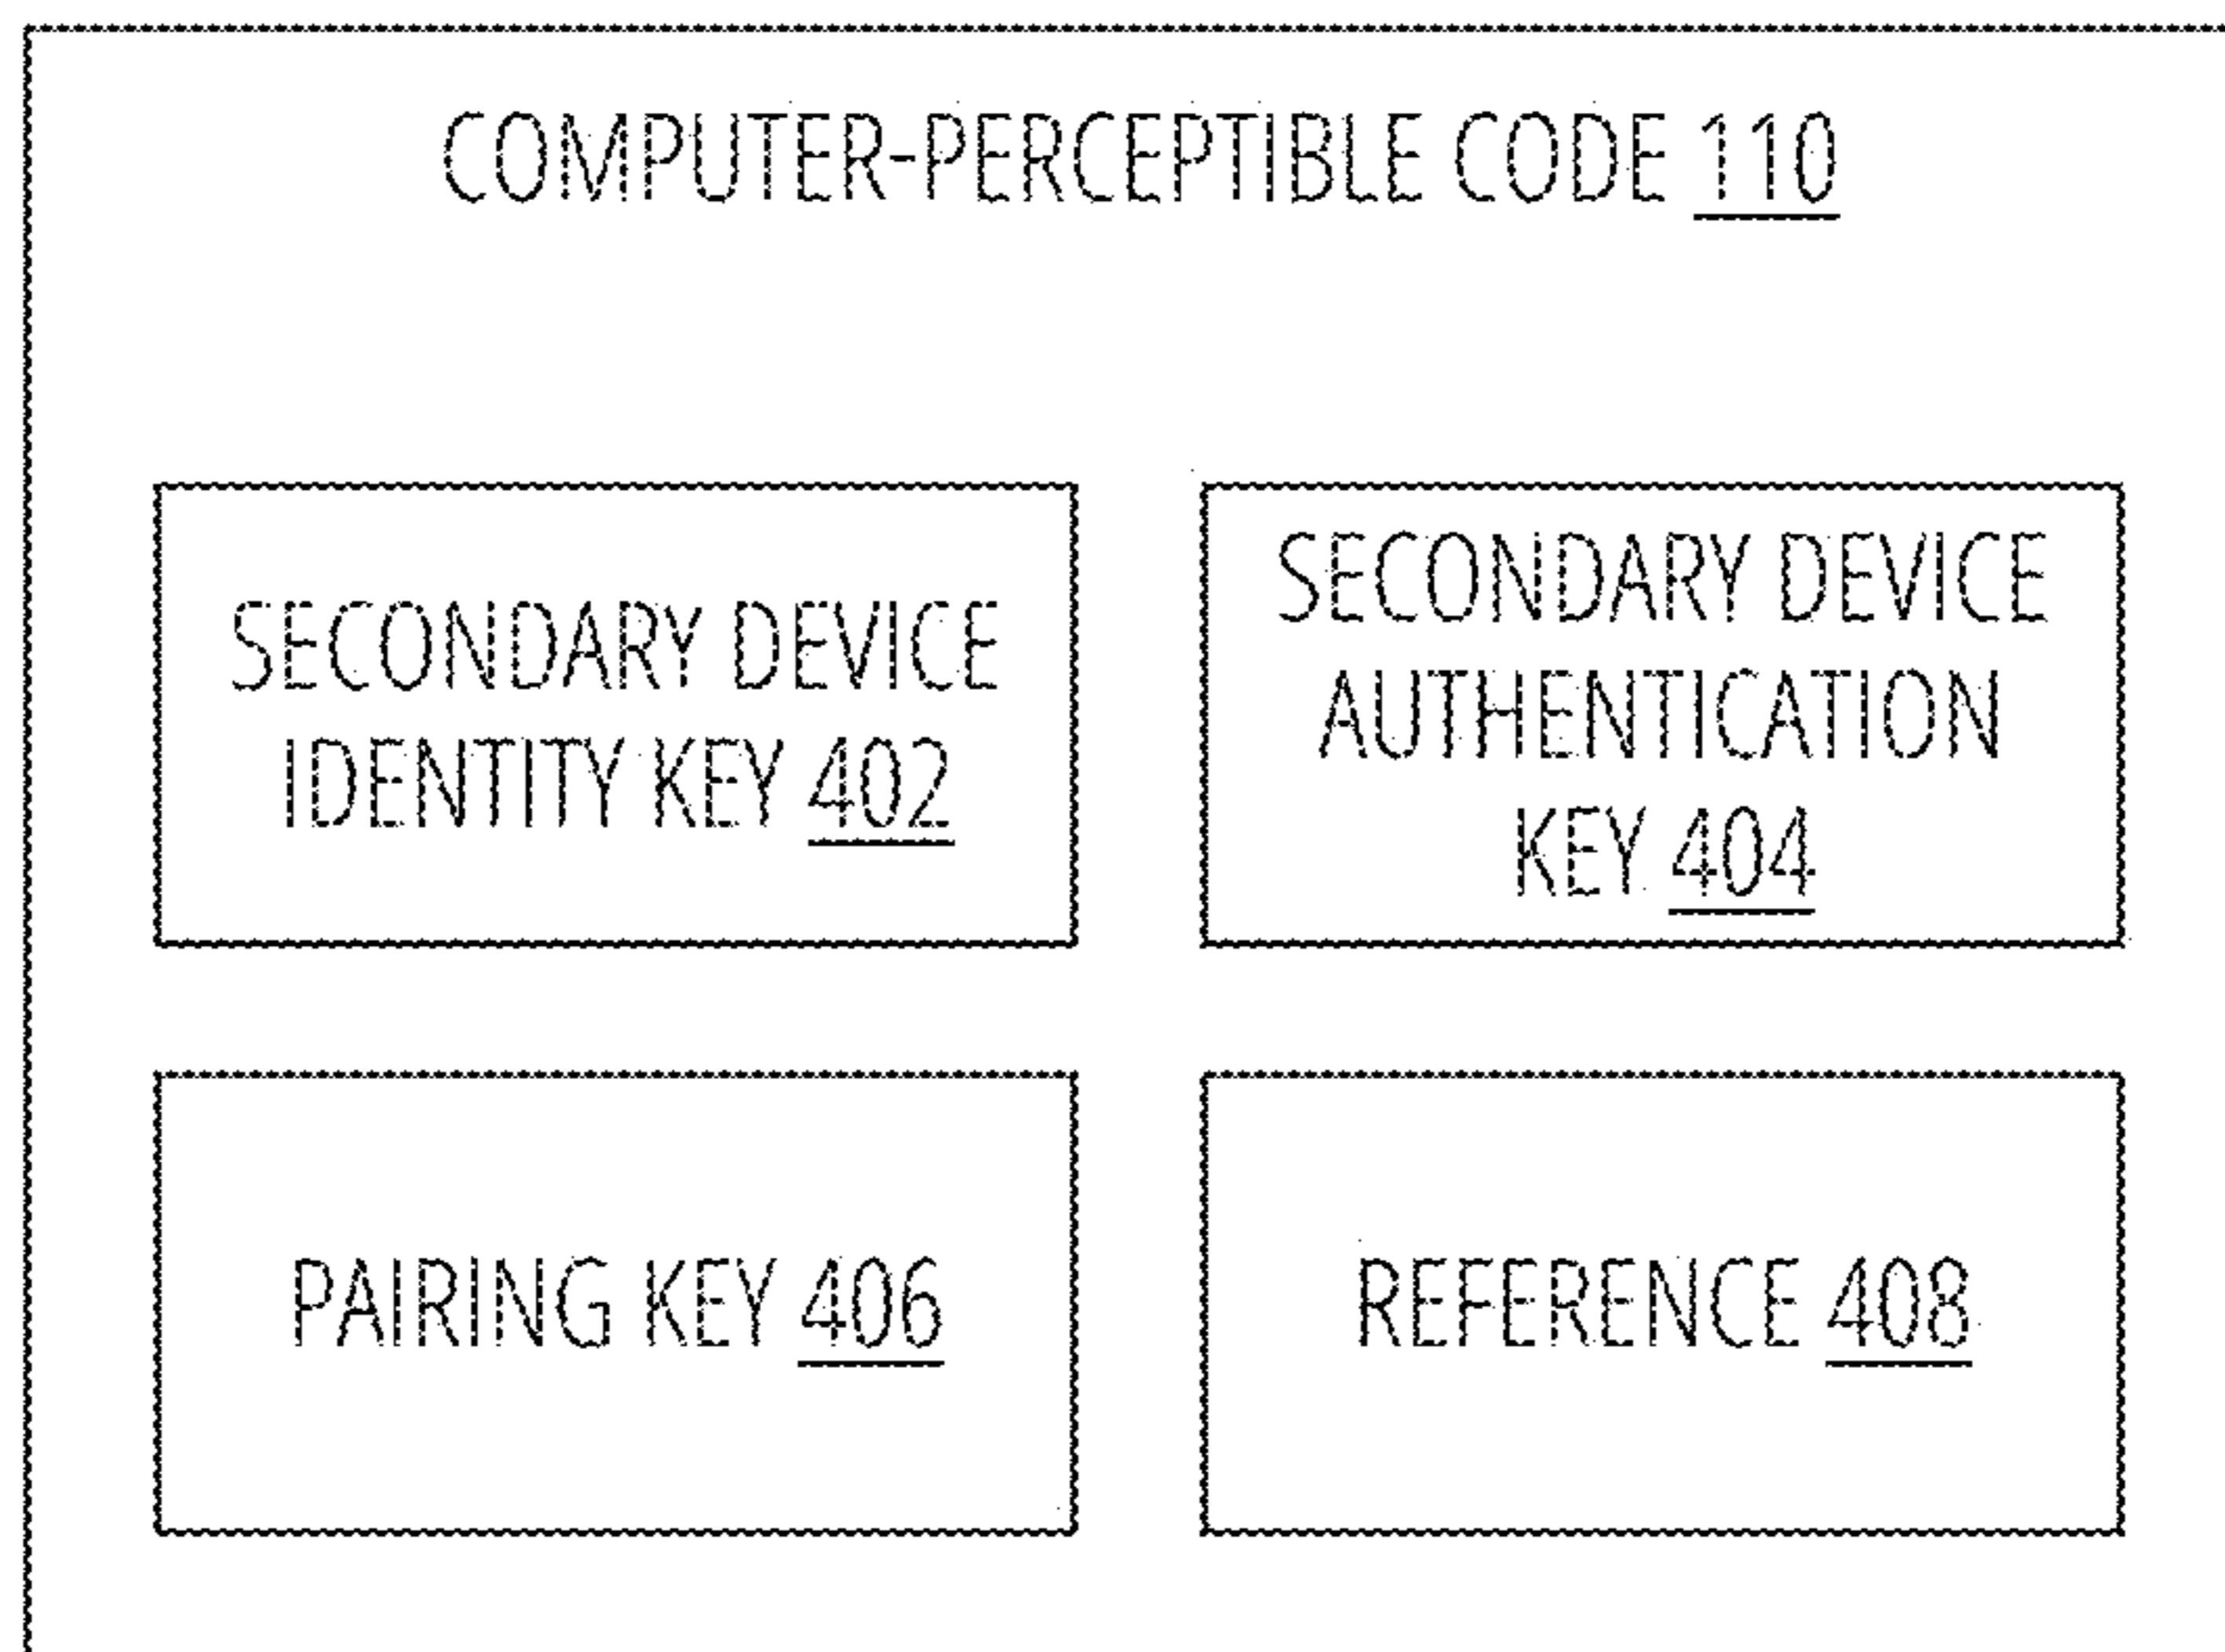 COMPUTER-PERCEPTIBLE CODE 110
SECONDARY DEVICE
IDENTITY KEY 402
SECONDARY DEVICE
AUTHENTICATION
KEY 404
PAIRING KEY 406
REFERENCE 408